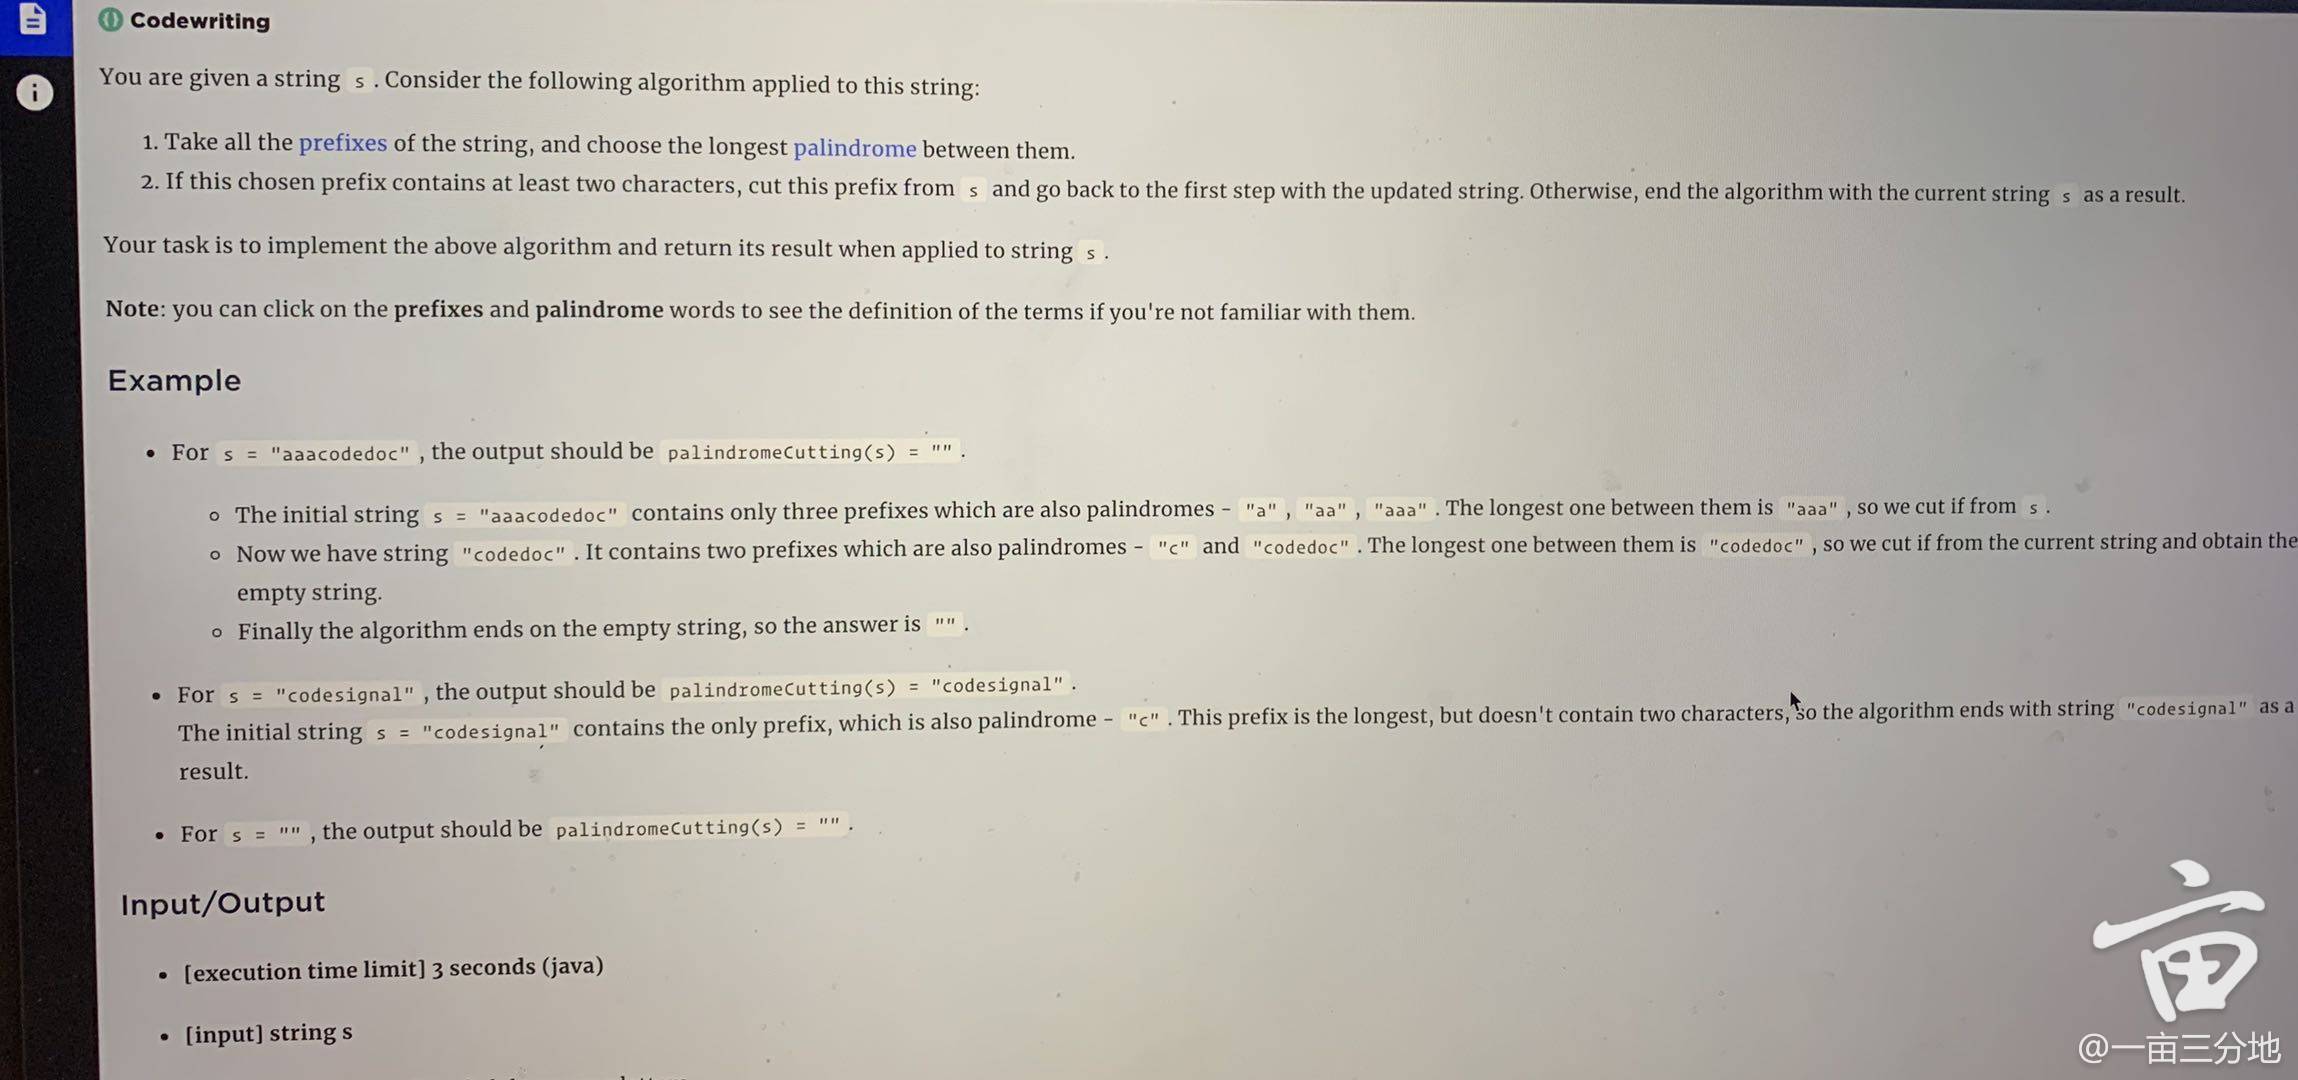 Codewriting
You are given a string s . Consider the following algorithm applied to this string:
1. Take all the prefixes of the string, and choose the longest palindrome between them.
2. If this chosen prefix contains at least two characters, cut this prefix from s and go back to the first step with the updated string. Otherwise, end the algorithm with the current string s as a result.
Your task is to implement the above algorithm and return its result when applied to string s .
Note: you can click on the prefixes and palindrome words to see the definition of the terms if you're not familiar with them.
Example
• For s = "aaacodedoc" , the output should be palindromeCutting(s) = "" .
◦ The initial string s = "aaacodedoc" contains only three prefixes which are also palindromes - "a" , "aa" , "aaa" . The longest one between them is "aaa" , so we cut if from s .
◦ Now we have string "codedoc" . It contains two prefixes which are also palindromes - "c" and "codedoc" . The longest one between them is "codedoc" , so we cut if from the current string and obtain the
empty string.
◦ Finally the algorithm ends on the empty string, so the answer is "" .
• For s = "codesignal" , the output should be palindromeCutting(s) = "codesignal" .
The initial string s = "codesignal" contains the only prefix, which is also palindrome - "c" . This prefix is the longest, but doesn't contain two characters, so the algorithm ends with string "codesignal" as a
result.
• For s = "" , the output should be palindromeCutting(s) = "" .
Input/Output
• [execution time limit] 3 seconds (java)
• [input] string s
亩
@一亩三分地